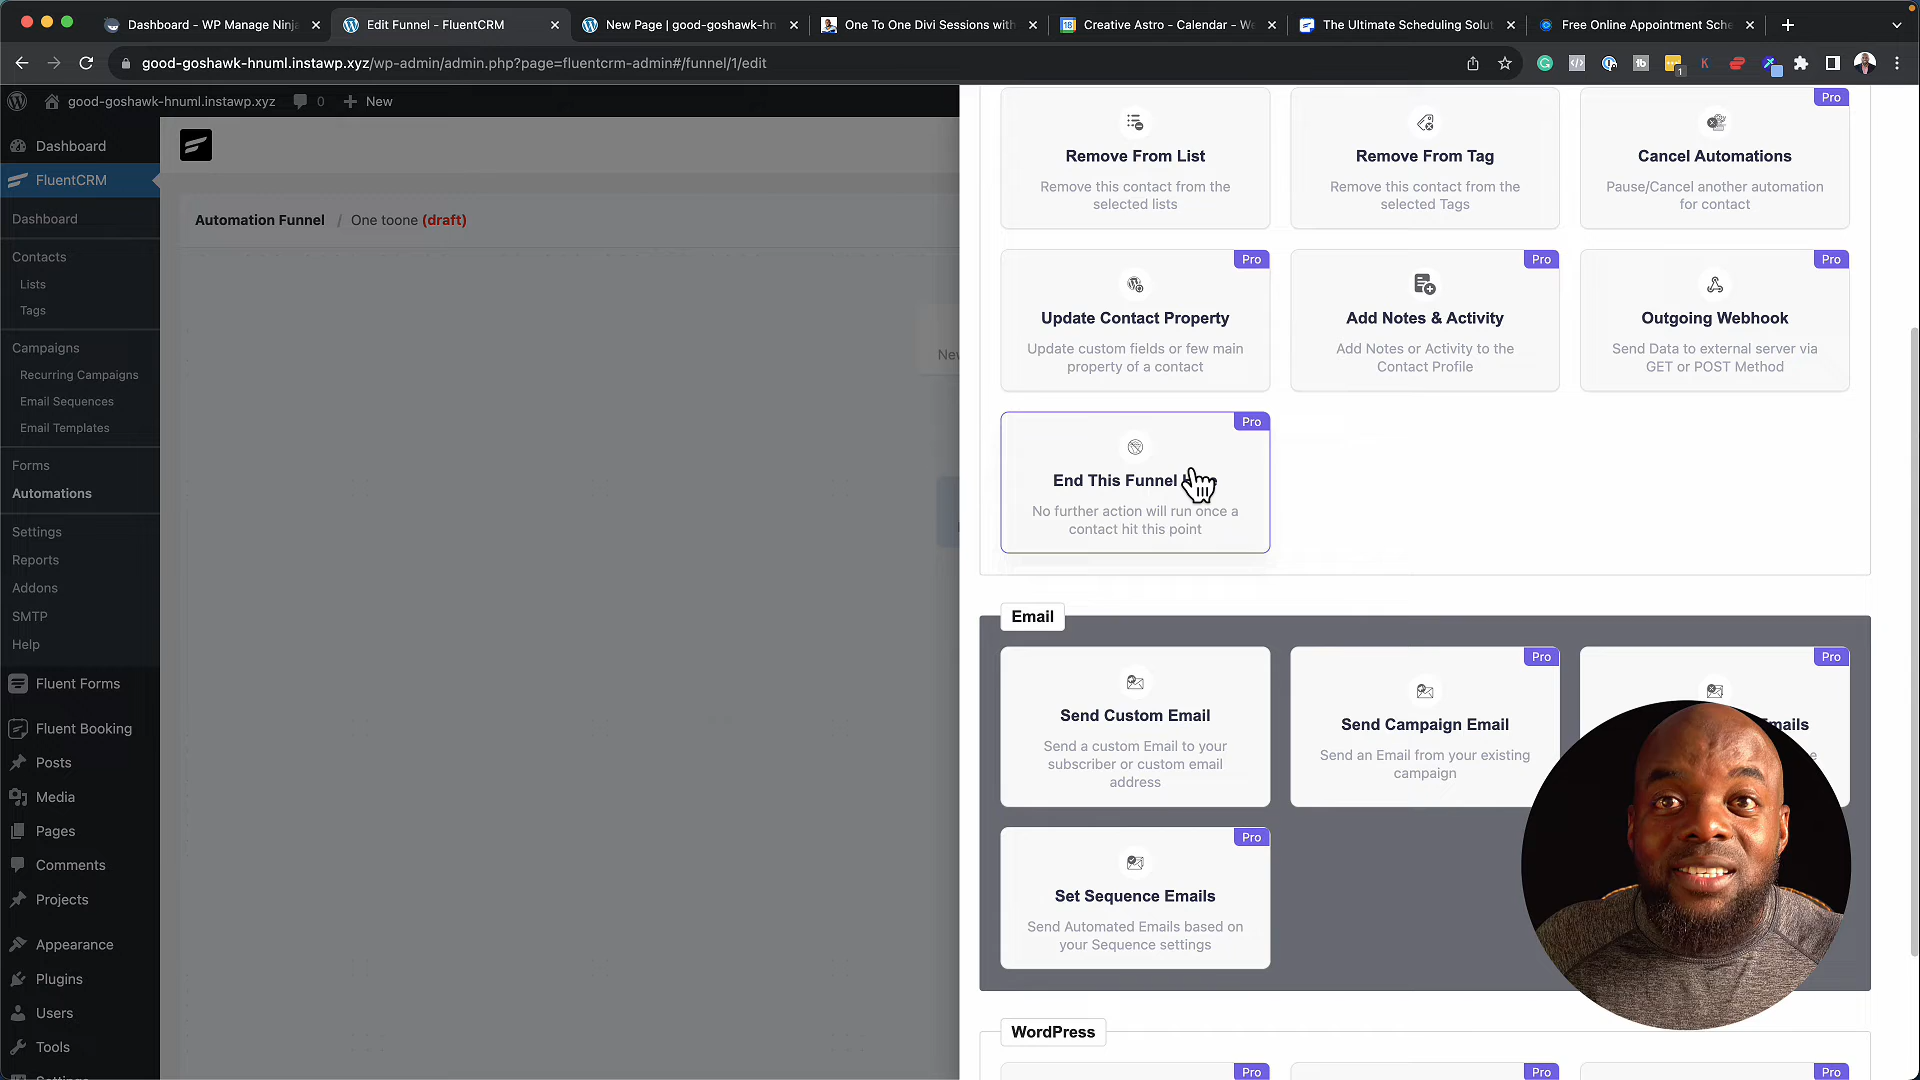 Dashboard - WP Manage Ninja
Edit Funnel - FluentCRM
New Page | good-goshawk-hn
One To One Divi Sessions with
Creative Astro - Calendar - We
The Ultimate Scheduling Solut
Free Online Appointment Sche
good-goshawk-hnuml.instawp.xyz/wp-admin/admin.php?page=fluentcrm-admin#/funnel/1/edit
good-goshawk-hnuml.instawp.xyz
0
New
Dashboard
FluentCRM
Dashboard
Contacts
Lists
Tags
Campaigns
Recurring Campaigns
Email Sequences
Email Templates
Forms
Automations
Settings
Reports
Addons
SMTP
Help
Fluent Forms
Fluent Booking
Posts
Media
Pages
Comments
Projects
Appearance
Plugins
Users
Tools
Settings
Automation Funnel / One toone (draft)
New
Remove From List
Remove this contact from the
selected lists
Remove From Tag
Remove this contact from the
selected Tags
Pro
Cancel Automations
Pause/Cancel another automation
for contact
Pro
Update Contact Property
Update custom fields or few main
property of a contact
Pro
Add Notes & Activity
Add Notes or Activity to the
Contact Profile
Pro
Outgoing Webhook
Send Data to external server via
GET or POST Method
Pro
End This Funnel
No further action will run once a
contact hit this point
Email
Send Custom Email
Send a custom Email to your
subscriber or custom email
address
Pro
Send Campaign Email
Send an Email from your existing
campaign
Pro
Pro
Set Sequence Emails
Send Automated Emails based on
your Sequence settings
WordPress
Pro
Pro
Pro